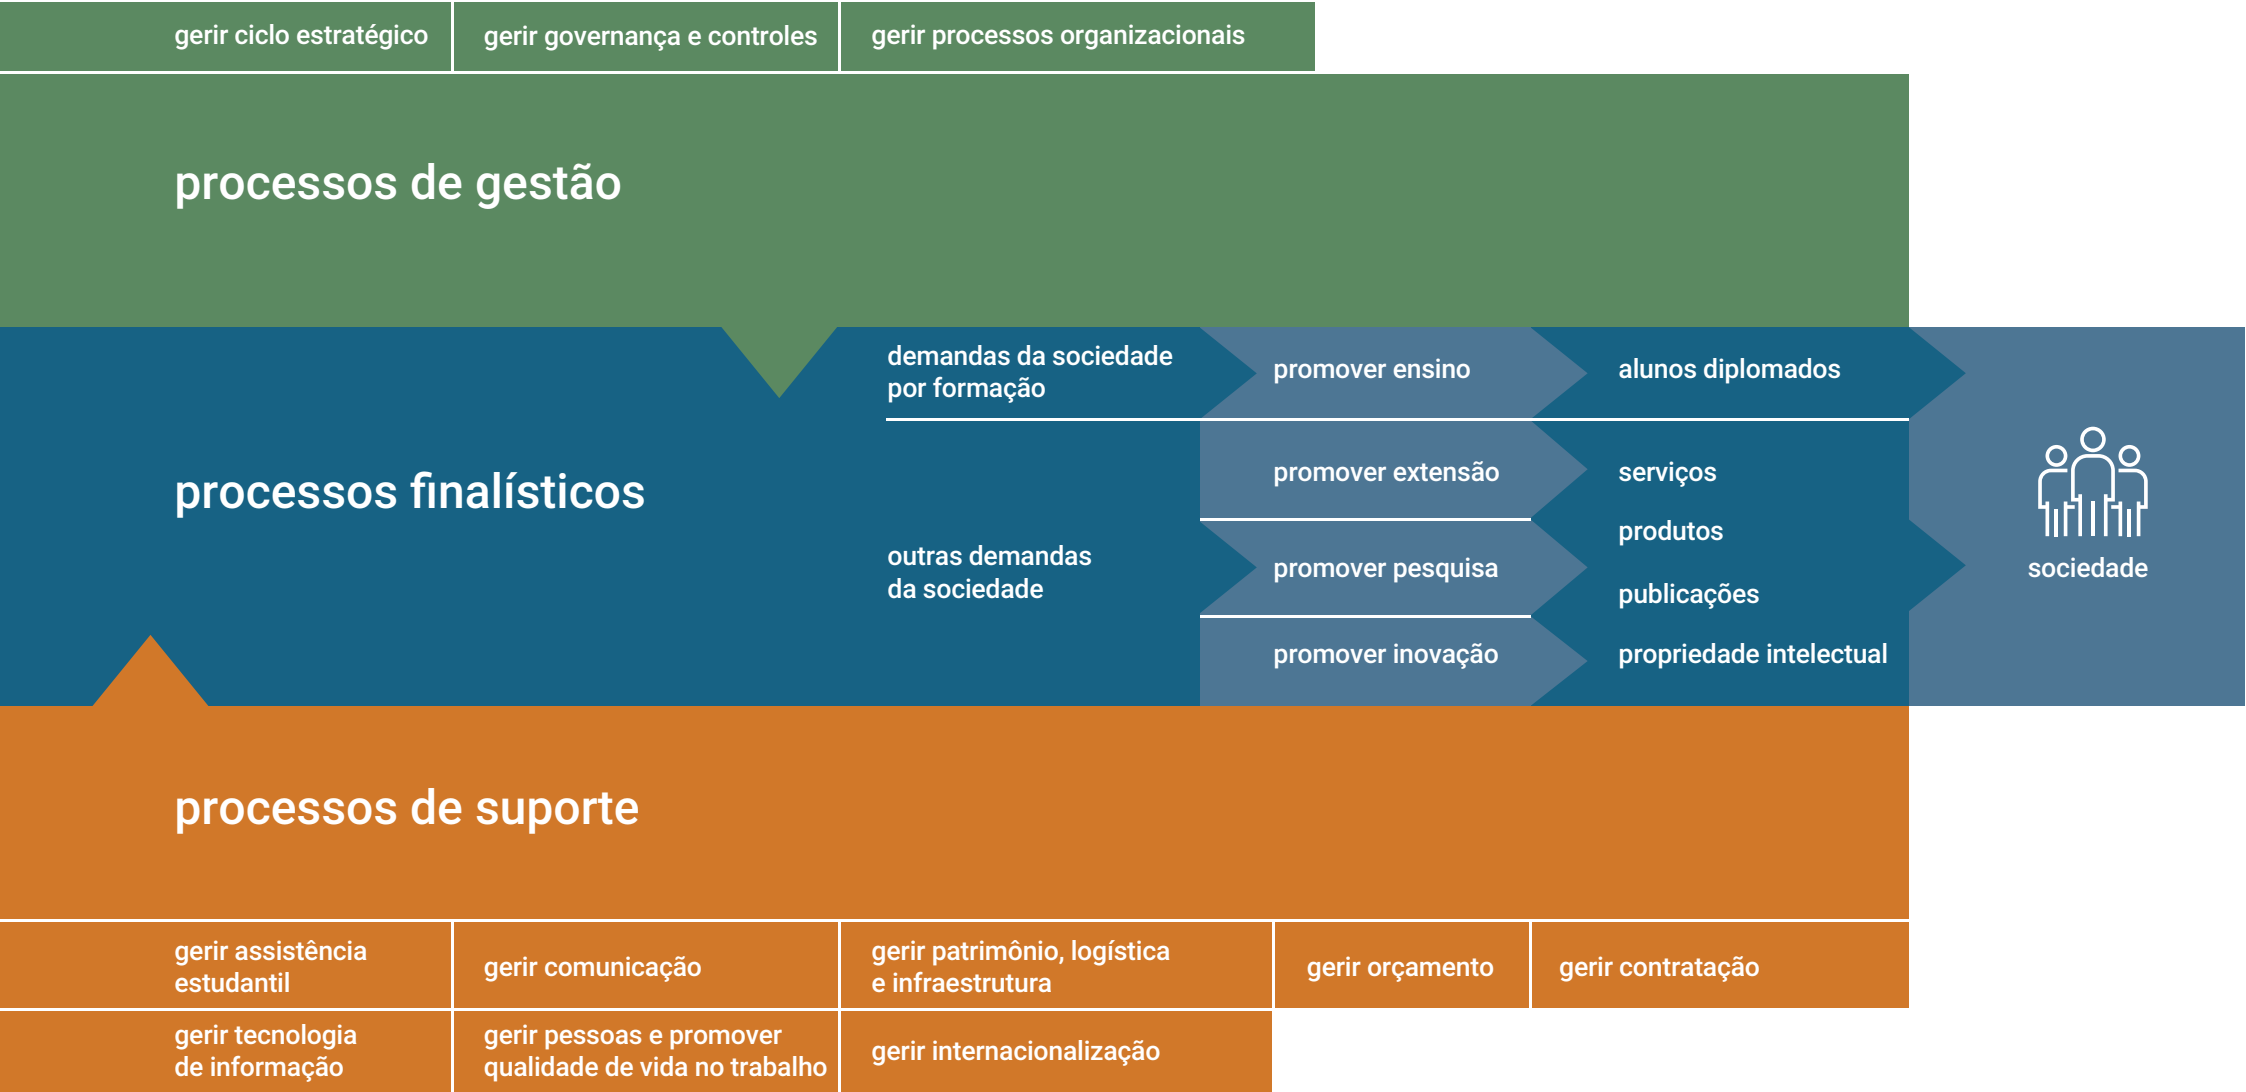 gerir ciclo estratégico
gerir governança e controles
gerir processos organizacionais
processos de gestão
processos finalísticos
demandas da sociedade
por formação
promover ensino
alunos diplomados
outras demandas
da sociedade
promover extensão
promover pesquisa
promover inovação
serviços
produtos
publicações
propriedade intelectual
sociedade
processos de suporte
gerir assistência
estudantil
gerir comunicação
gerir patrimônio, logística
e infraestrutura
gerir orçamento
gerir contratação
gerir tecnologia
de informação
gerir pessoas e promover
qualidade de vida no trabalho
gerir internacionalização